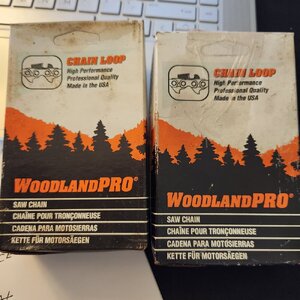 CHAIN LOOP
High Performance
Professional Quality
Made in the USA
WOODLANDPRO
SAW CHAIN
CHAÎNE POUR TRONÇONNEUSE
CADENA PARA MOTOSIERRAS
KETTE FÜR MOTORSÄEGEN
CHAIN LOOP
High Performance
Professional Quality
Made in the USA
WOODLANDPRO
SAW CHAIN
CHAÎNE POUR TRONÇONNEUSE
CADENA PARA MOTOSIERRAS
KETTE FÜR MOTORSÄEGEN